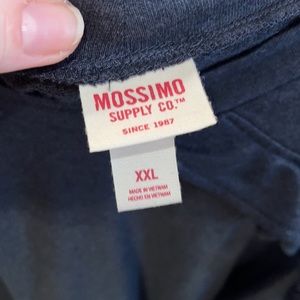 MOSSIMO
SUPPLY CO.™
SINCE 1987
XXL
MADE IN VIETNAM
HECHO EN VIETNAM